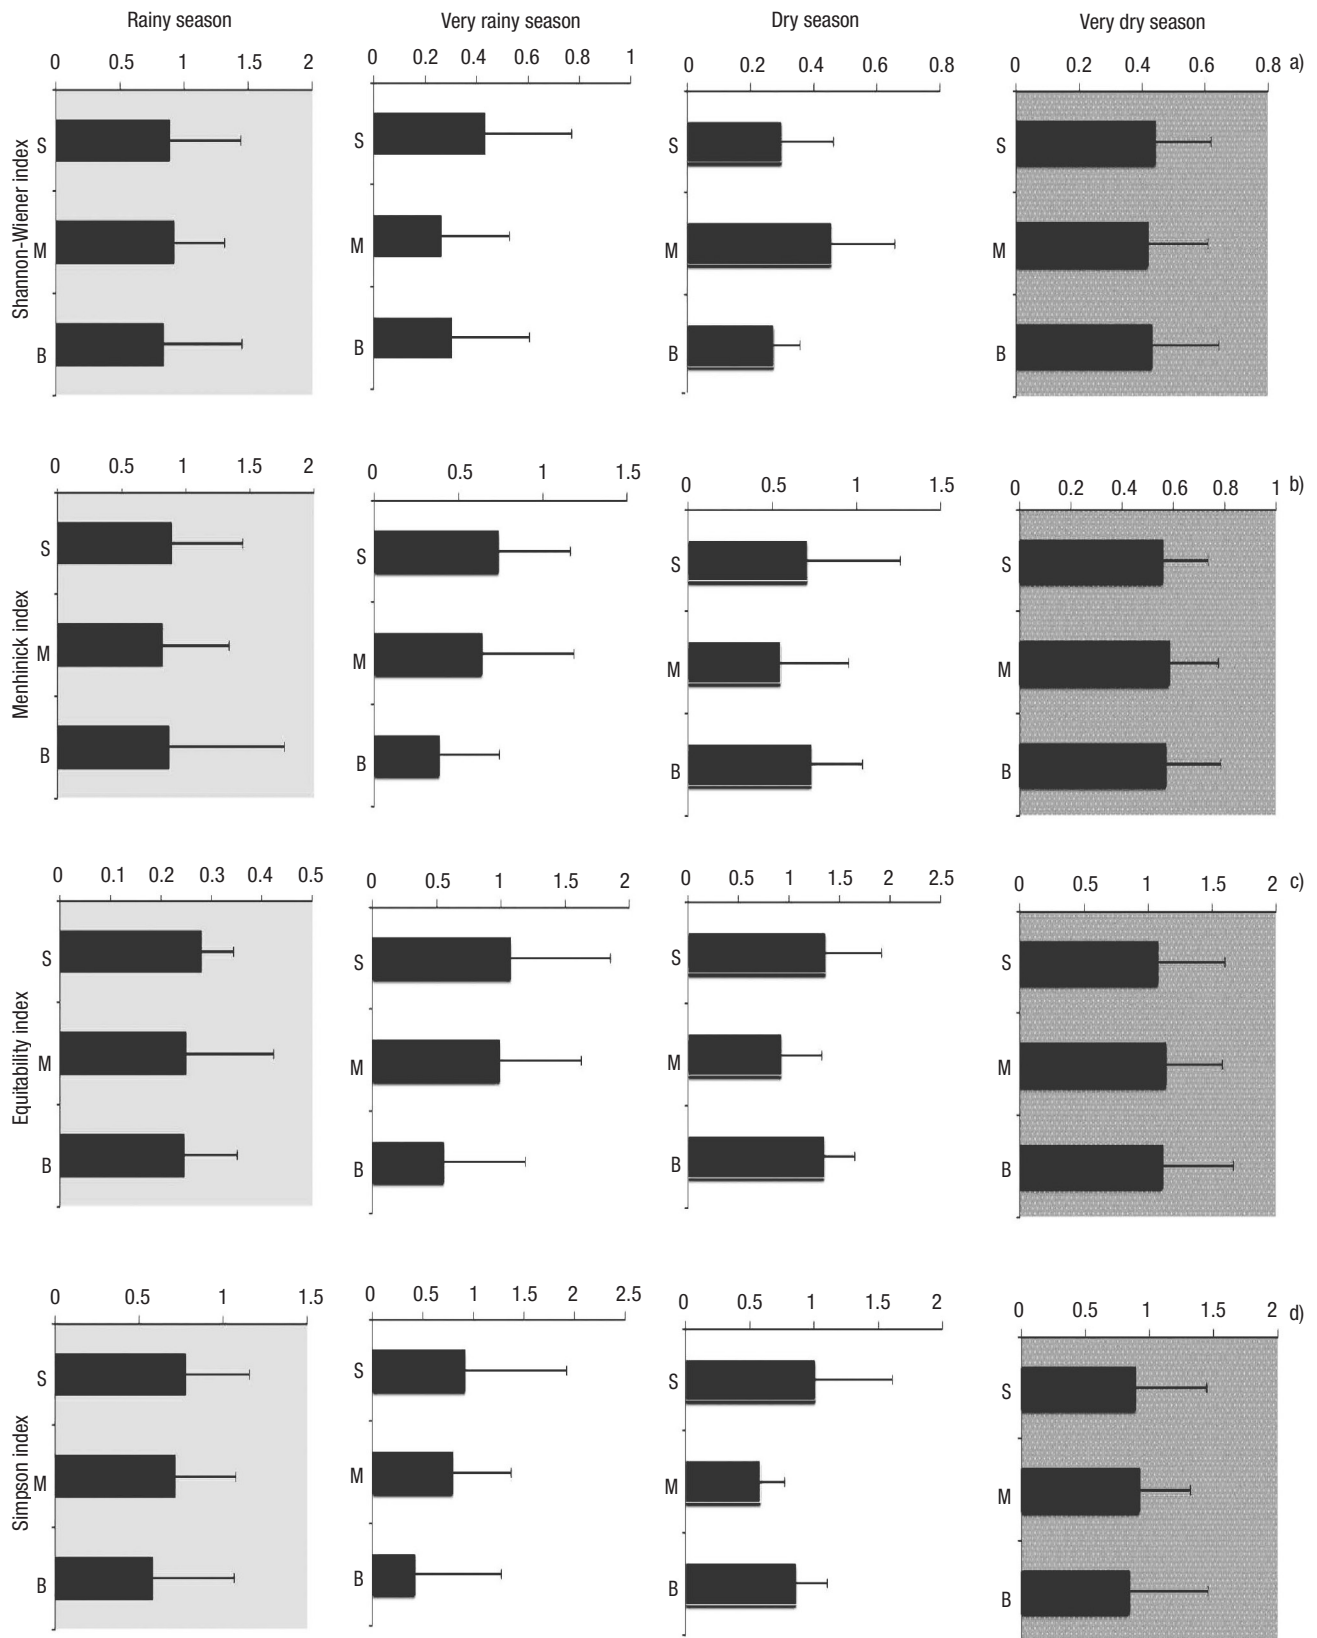 Rainy season Very rainy season Dry season Very dry season
0 0.5 1 1.5 2 0 0.2 0.4 0.6 0.8 1 0 0.2 0.4 0.6 0.8 0 0.2 0.4 0.6 0.8 a)
Shannon-Wiener index
S S S S
M M M M
B B B B
0 0.5 1 1.5 2 0 0.5 1 1.5 0 0.5 1 1.5 0 0.2 0.4 0.6 0.8 1 b)
Menhinick index
S S S S
M M M M
B B B B
0 0.1 0.2 0.3 0.4 0.5 0 0.5 1 1.5 2 0 0.5 1 1.5 2 2.5 0 0.5 1 1.5 2 c)
Equitability index
S S S S
M M M M
B B B B
0 0.5 1 1.5 0 0.5 1 1.5 2 2.5 0 0.5 1 1.5 2 0 0.5 1 1.5 2 d)
Simpson index
S S S S
M M M M
B B B B